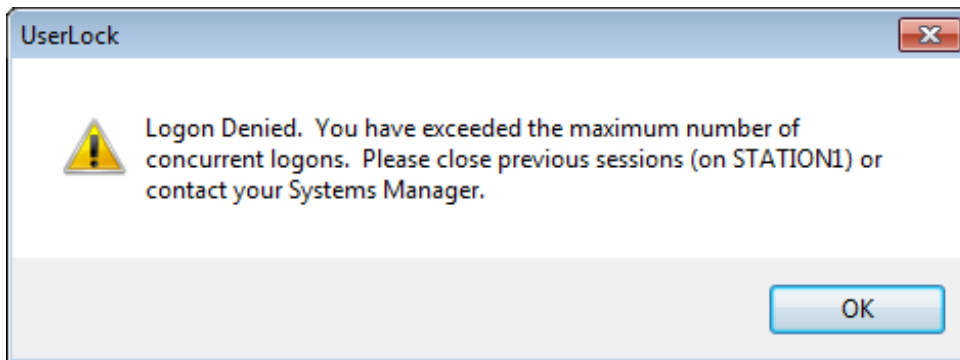 UserLock
Logon Denied.  You have exceeded the maximum number of
concurrent logons.  Please close previous sessions (on STATION1) or
contact your Systems Manager.
OK